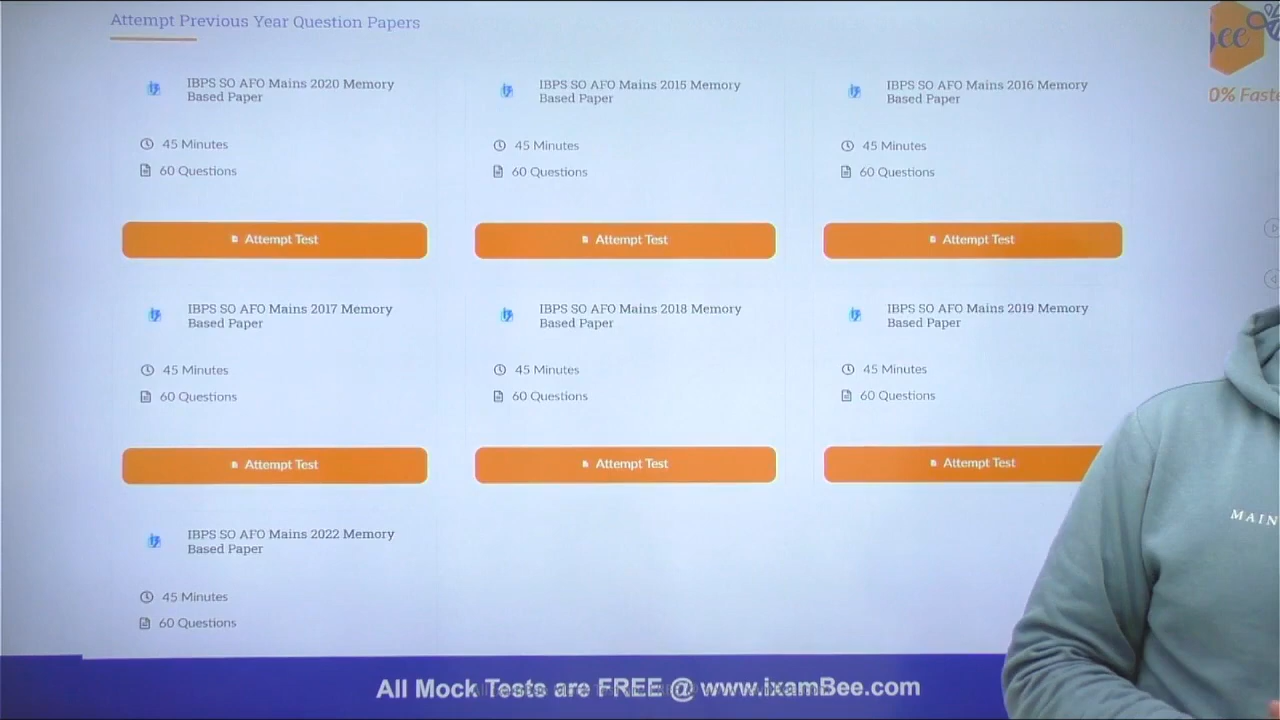 Attempt Previous Year Question Papers
ee
0% Faste
IBPS SO AFO Mains 2020 Memory
Based Paper
45 Minutes
60 Questions
Attempt Test
IBPS SO AFO Mains 2015 Memory
Based Paper
45 Minutes
60 Questions
Attempt Test
IBPS SO AFO Mains 2016 Memory
Based Paper
45 Minutes
60 Questions
Attempt Test
IBPS SO AFO Mains 2017 Memory
Based Paper
45 Minutes
60 Questions
Attempt Test
IBPS SO AFO Mains 2018 Memory
Based Paper
45 Minutes
60 Questions
Attempt Test
IBPS SO AFO Mains 2019 Memory
Based Paper
45 Minutes
60 Questions
Attempt Test
IBPS SO AFO Mains 2022 Memory
Based Paper
45 Minutes
60 Questions
MAIN
All Mock Tests are FREE @ www.ixamBee.com